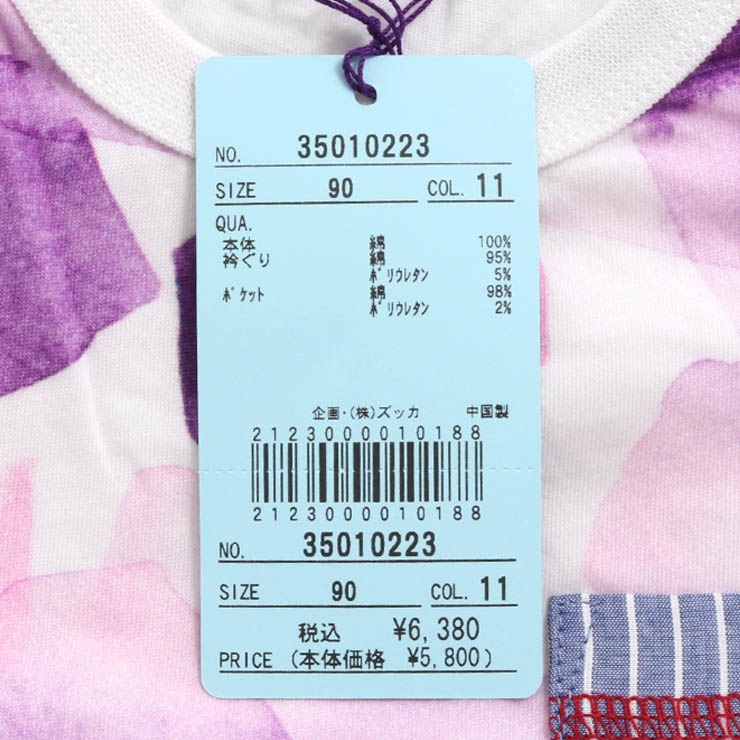 NO. 35010223
SIZE 90 COL. 11
QUA.
本体 綿 100%
衿ぐり 綿 95%
ﾎﾟﾘｳﾚﾀﾝ 5%
ﾎﾟｹｯﾄ 綿 98%
ﾎﾟﾘｳﾚﾀﾝ 2%
企画・(株)ズッカ 中国製
2123000010188
2123000010188
NO. 35010223
SIZE 90 COL. 11
税込 ¥6,380
PRICE (本体価格 ¥5,800)